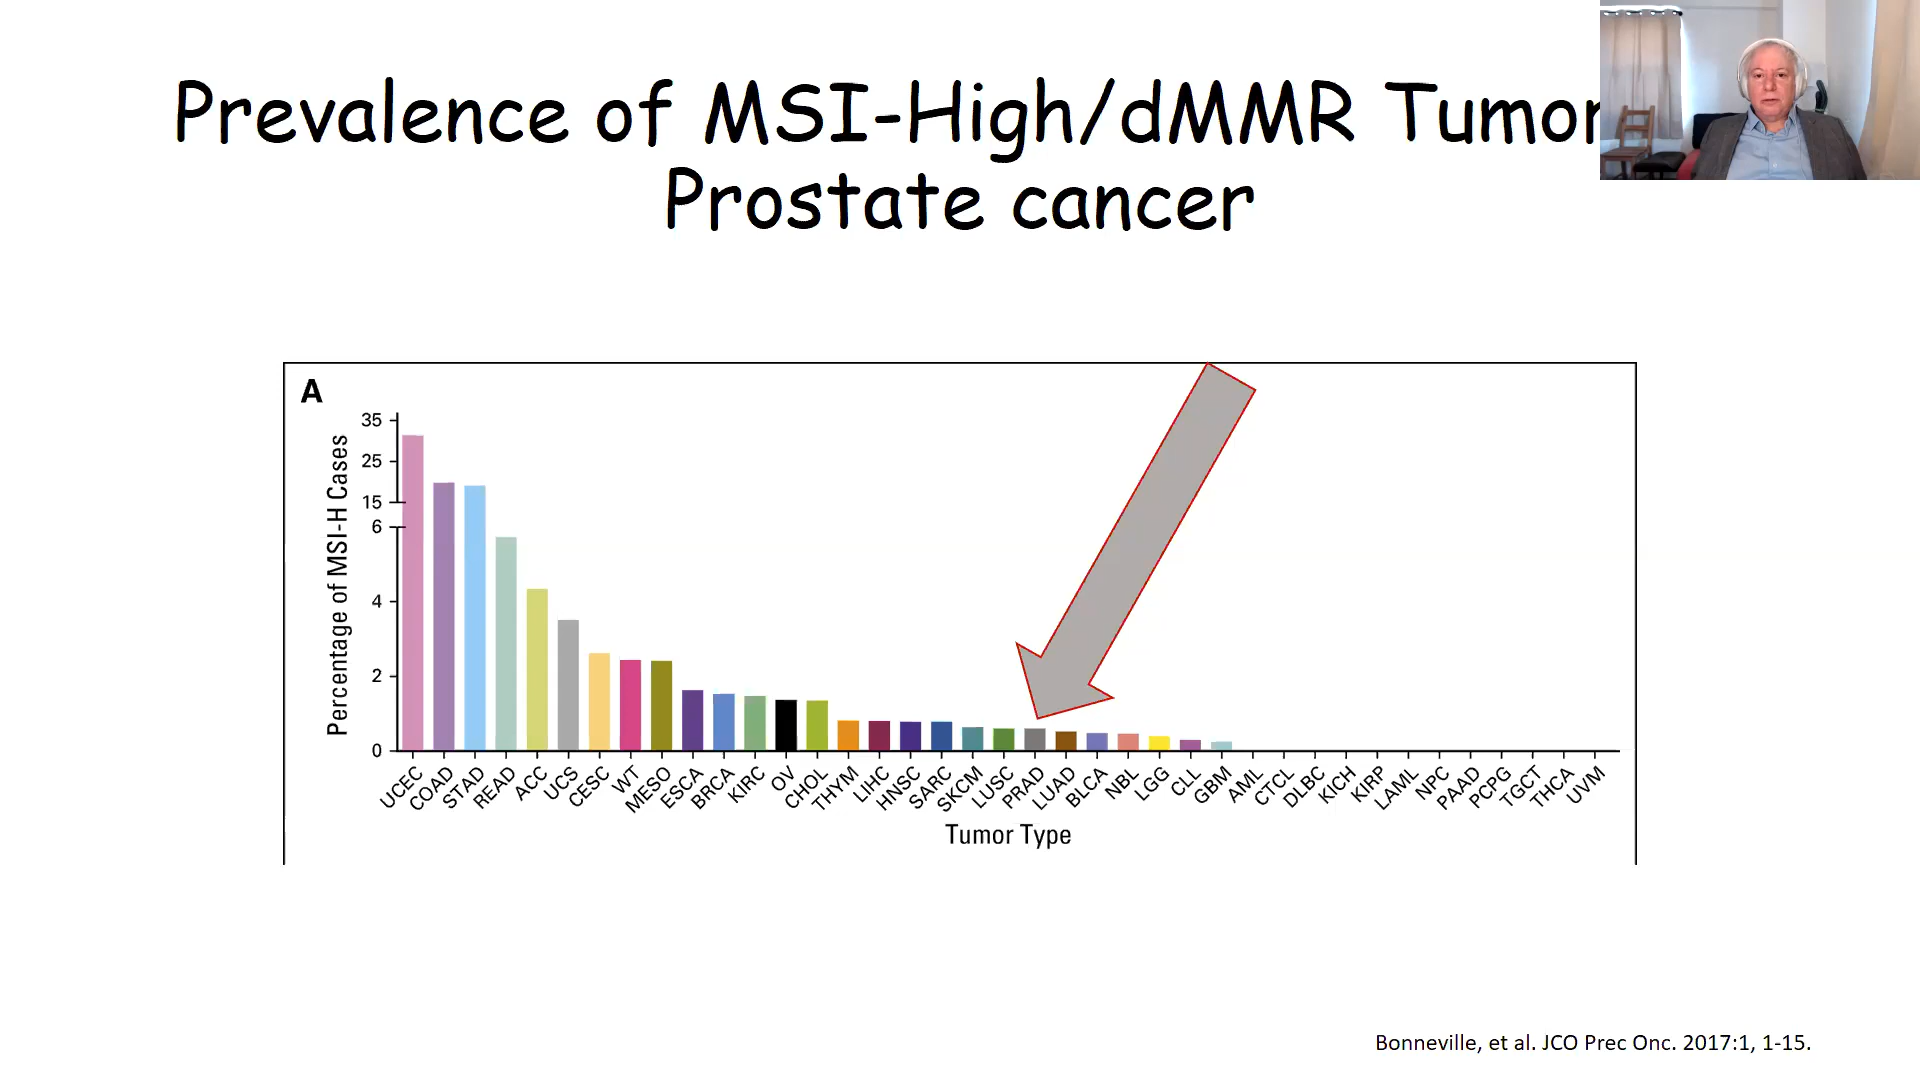 Prevalence of MSI-High/dMMR Tumor
Prostate cancer
A
Percentage of MSI-H Cases
35
25
15
6
4
2
0
UCEC COAD STAD READ ACC UCS CESC WT MESO ESCA BRCA KIRC OV CHOL THYM LIHC HNSC SARC SKCM LUSC PRAD LUAD BLCA NBL LGG CLL GBM AML CTCL DLBC KICH KIRP LAML NPC PAAD PCPG TGCT THCA UVM
Tumor Type
Bonneville, et al. JCO Prec Onc. 2017:1, 1-15.